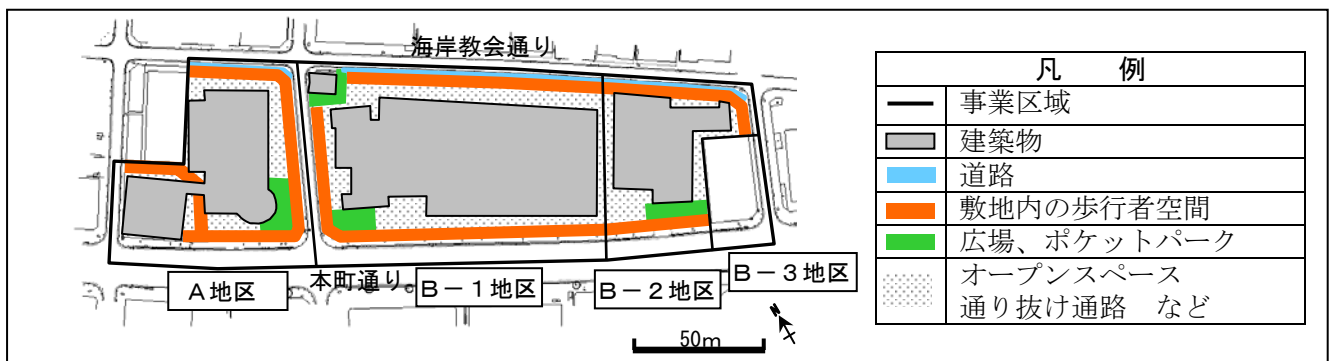 海岸教会通り
本町通り
A地区
B－1地区
B－2地区
B－3地区
50m
凡　例
事業区域
建築物
道路
敷地内の歩行者空間
広場、ポケットパーク
オープンスペース
通り抜け通路　など